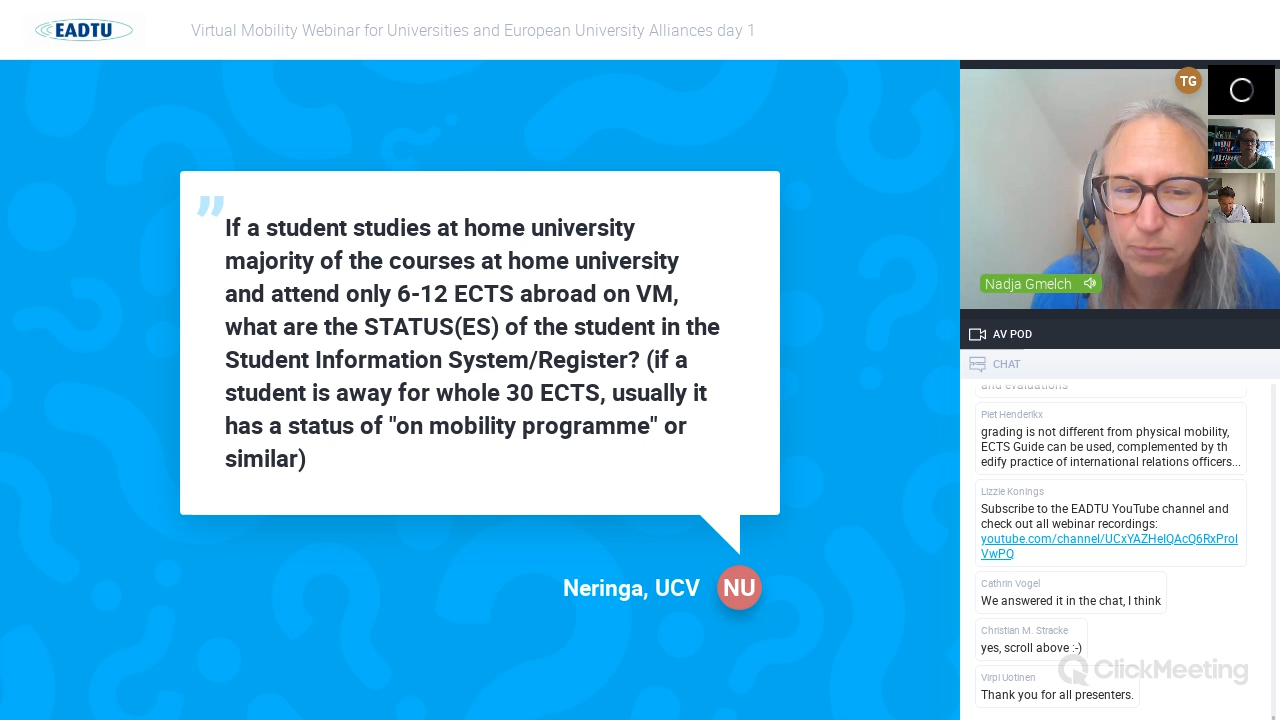 EADTU
Virtual Mobility Webinar for Universities and European University Alliances day 1
"
If a student studies at home university
majority of the courses at home university
and attend only 6-12 ECTS abroad on VM,
what are the STATUS(ES) of the student in the
Student Information System/Register? (if a
student is away for whole 30 ECTS, usually it
has a status of "on mobility programme" or
similar)
Neringa, UCV
NU
TG
Nadja Gmelch
AV POD
CHAT
and evaluations
Piet Henderikx
grading is not different from physical mobility,
ECTS Guide can be used, complemented by th
edify practice of international relations officers...
Lizzie Konings
Subscribe to the EADTU YouTube channel and
check out all webinar recordings:
youtube.com/channel/UCxYAZHeIQAcQ6RxProI
VwPQ
Cathrin Vogel
We answered it in the chat, I think
Christian M. Stracke
yes, scroll above :-)
Virpi Uotinen
Thank you for all presenters.
ClickMeeting